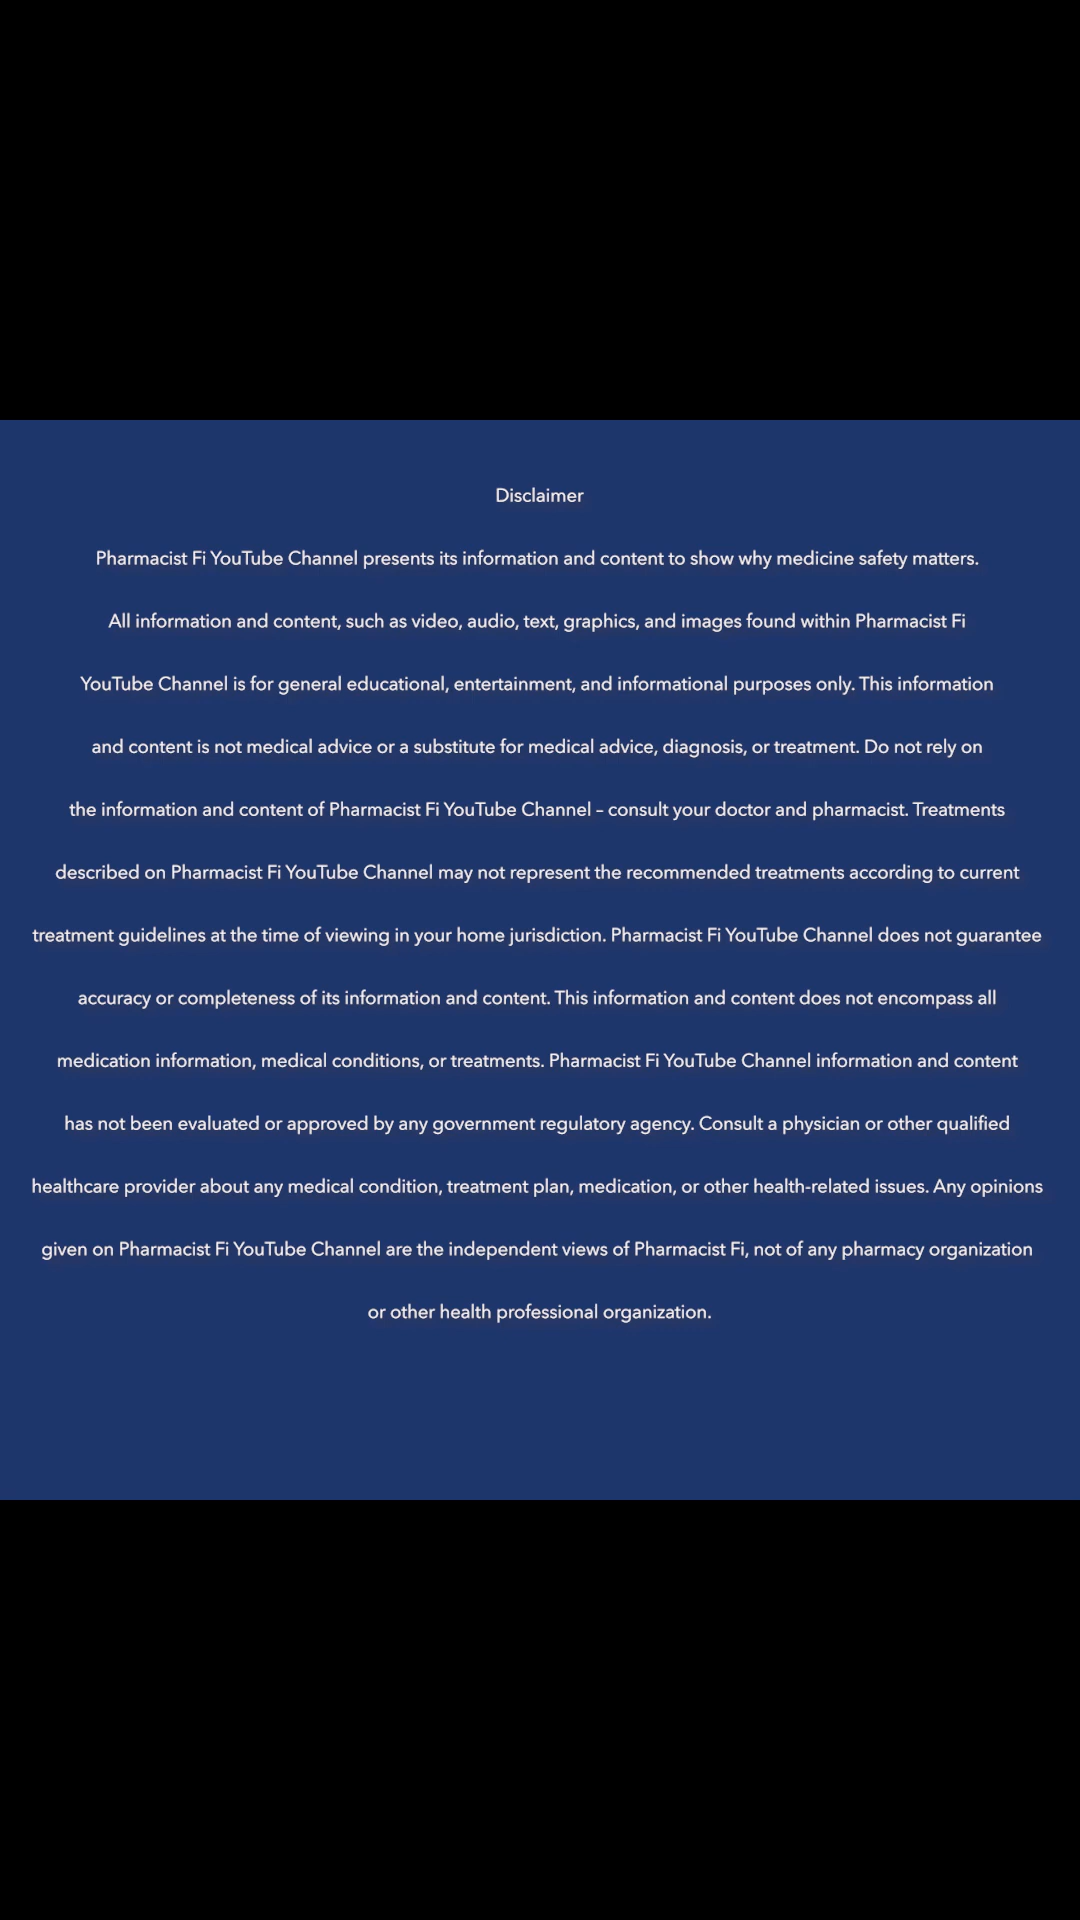 Disclaimer
Pharmacist Fi YouTube Channel presents its information and content to show why medicine safety matters.
All information and content, such as video, audio, text, graphics, and images found within Pharmacist Fi
YouTube Channel is for general educational, entertainment, and informational purposes only. This information
and content is not medical advice or a substitute for medical advice, diagnosis, or treatment. Do not rely on
the information and content of Pharmacist Fi YouTube Channel – consult your doctor and pharmacist. Treatments
described on Pharmacist Fi YouTube Channel may not represent the recommended treatments according to current
treatment guidelines at the time of viewing in your home jurisdiction. Pharmacist Fi YouTube Channel does not guarantee
accuracy or completeness of its information and content. This information and content does not encompass all
medication information, medical conditions, or treatments. Pharmacist Fi YouTube Channel information and content
has not been evaluated or approved by any government regulatory agency. Consult a physician or other qualified
healthcare provider about any medical condition, treatment plan, medication, or other health-related issues. Any opinions
given on Pharmacist Fi YouTube Channel are the independent views of Pharmacist Fi, not of any pharmacy organization
or other health professional organization.